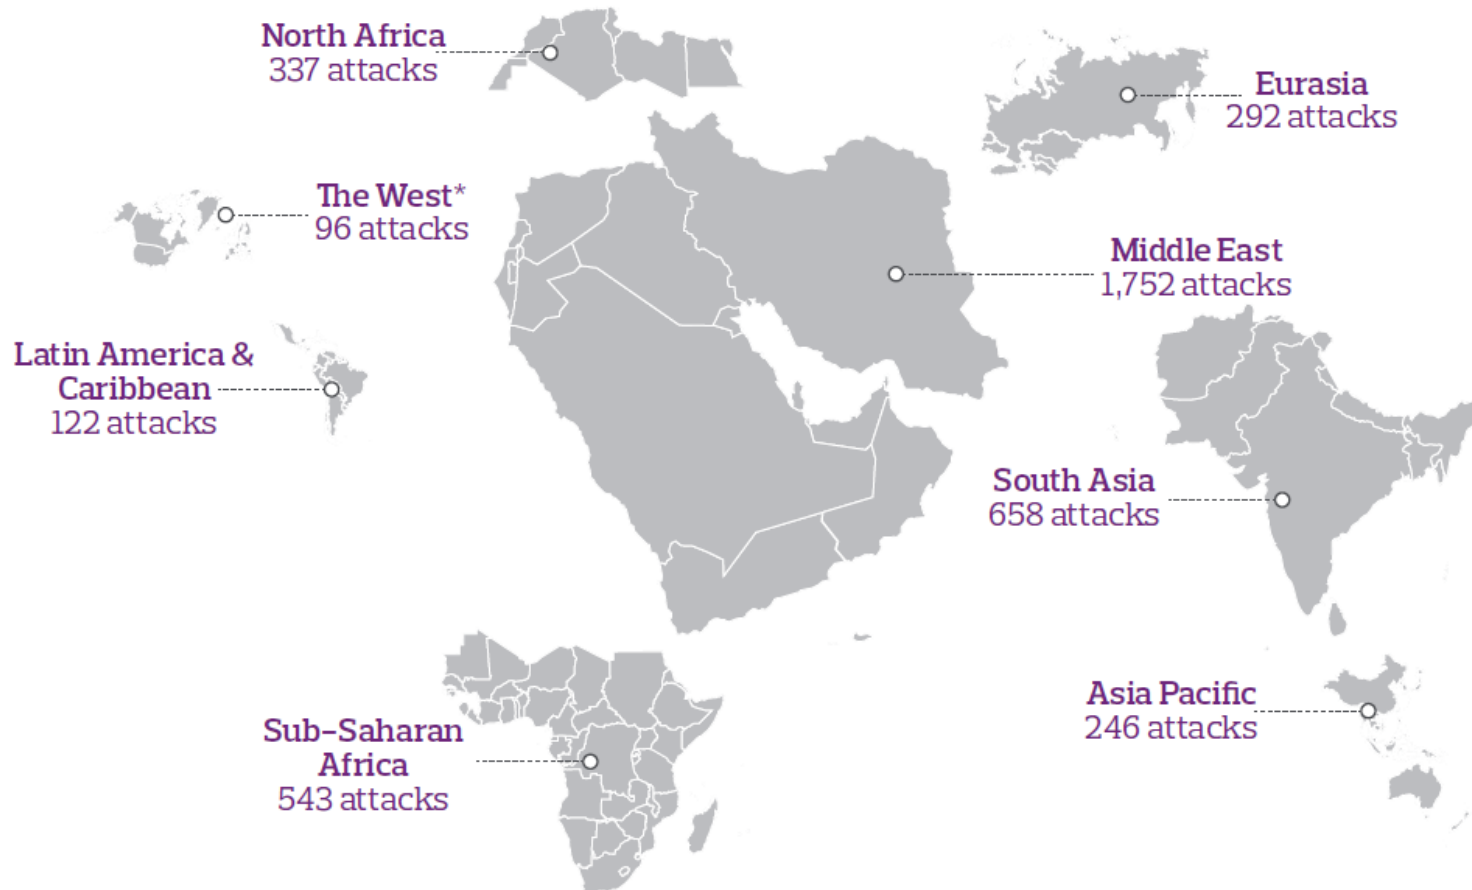 North Africa
337 attacks
Eurasia
292 attacks
The West*
96 attacks
Middle East
1,752 attacks
Latin America &
Caribbean
122 attacks
South Asia
658 attacks
Asia Pacific
246 attacks
Sub-Saharan
Africa
543 attacks